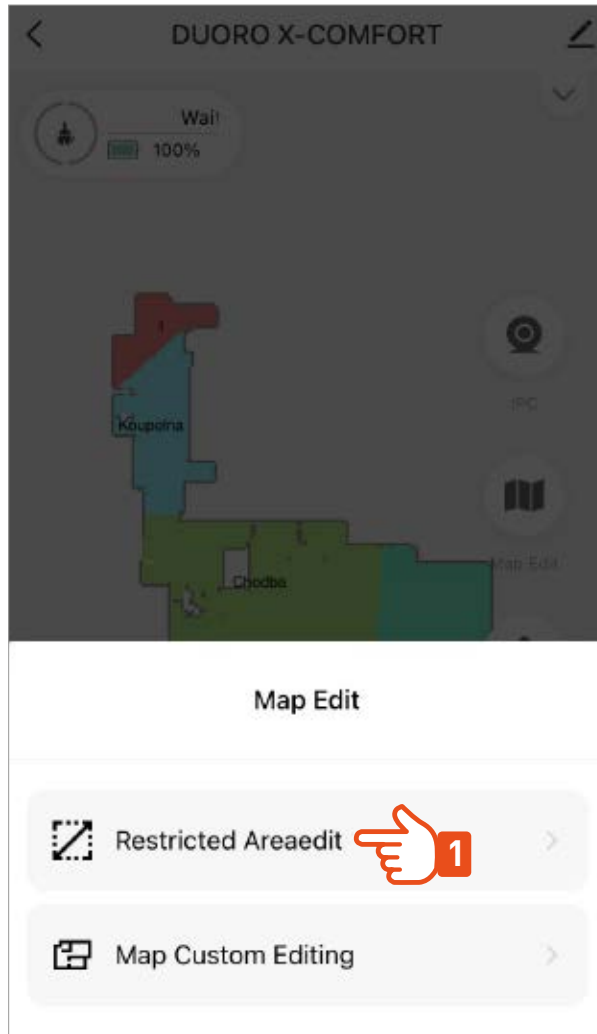 DUORO X-COMFORT
Wait
100%
IPC
Koupelna
Map Edit
Chodba
Map Edit
Restricted Areaedit
1
Map Custom Editing